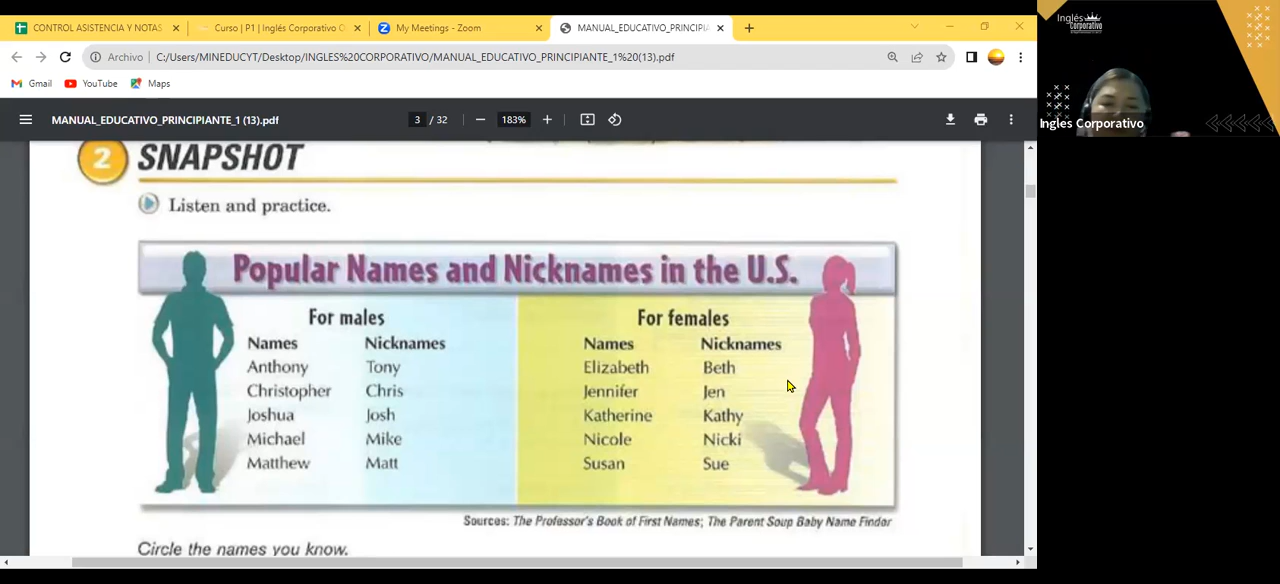 CONTROL ASISTENCIA Y NOTAS
Curso | P1 | Inglés Corporativo O
My Meetings - Zoom
MANUAL_EDUCATIVO_PRINCIPIA
Archivo
C:/Users/MINEDUCYT/Desktop/INGLES%20CORPORATIVO/MANUAL_EDUCATIVO_PRINCIPIANTE_1%20(13).pdf
Gmail
YouTube
Maps
MANUAL_EDUCATIVO_PRINCIPIANTE_1 (13).pdf
3 / 32
183%
Inglés
Corporativo
Ingles Corporativo
2 SNAPSHOT
Listen and practice.
Popular Names and Nicknames in the U.S.
For males
Names Nicknames
Anthony Tony
Christopher Chris
Joshua Josh
Michael Mike
Matthew Matt
For females
Names Nicknames
Elizabeth Beth
Jennifer Jen
Katherine Kathy
Nicole Nicki
Susan Sue
Sources: The Professor's Book of First Names; The Parent Soup Baby Name Finder
Circle the names you know.